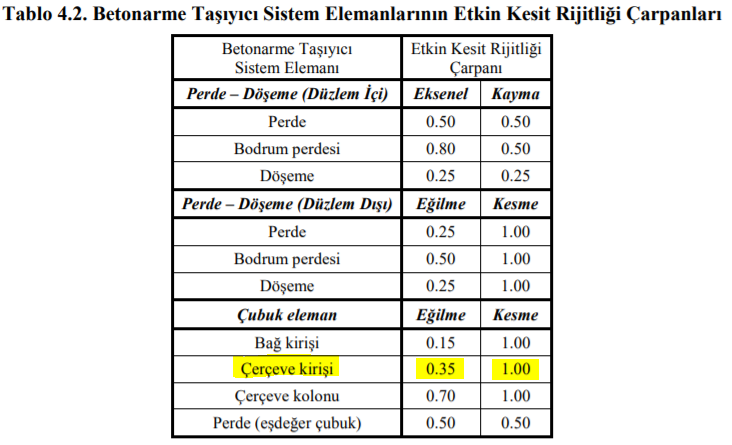 Tablo 4.2. Betonarme Taşıyıcı Sistem Elemanlarının Etkin Kesit Rijitliği Çarpanları
Betonarme Taşıyıcı Sistem Elemanı Etkin Kesit Rijitliği Çarpanı
Perde – Döşeme (Düzlem İçi) Eksenel Kayma
Perde 0.50 0.50
Bodrum perdesi 0.80 0.50
Döşeme 0.25 0.25
Perde – Döşeme (Düzlem Dışı) Eğilme Kesme
Perde 0.25 1.00
Bodrum perdesi 0.50 1.00
Döşeme 0.25 1.00
Çubuk eleman Eğilme Kesme
Bağ kirişi 0.15 1.00
Çerçeve kirişi 0.35 1.00
Çerçeve kolonu 0.70 1.00
Perde (eşdeğer çubuk) 0.50 0.50